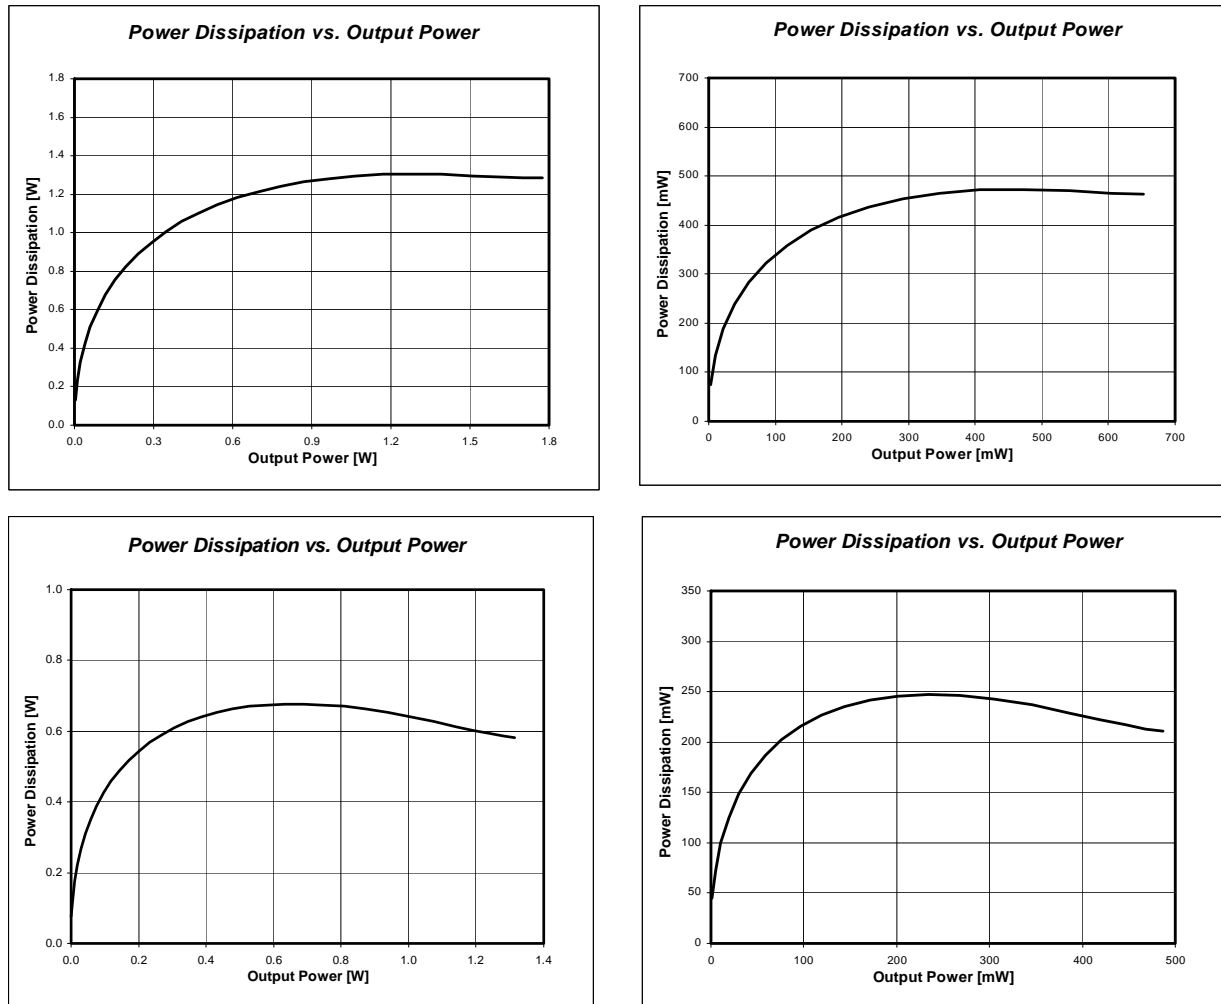 Power Dissipation vs. Output Power
Power Dissipation [W]
1.8
1.6
1.4
1.2
1.0
0.8
0.6
0.4
0.2
0.0
0.0 0.3 0.6 0.9 1.2 1.5 1.8
Output Power [W]
Power Dissipation vs. Output Power
Power Dissipation [mW]
700
600
500
400
300
200
100
0
0 100 200 300 400 500 600 700
Output Power [mW]
Power Dissipation vs. Output Power
Power Dissipation [W]
1.0
0.8
0.6
0.4
0.2
0.0
0.0 0.2 0.4 0.6 0.8 1.0 1.2 1.4
Output Power [W]
Power Dissipation vs. Output Power
Power Dissipation [mW]
350
300
250
200
150
100
50
0
0 100 200 300 400 500
Output Power [mW]